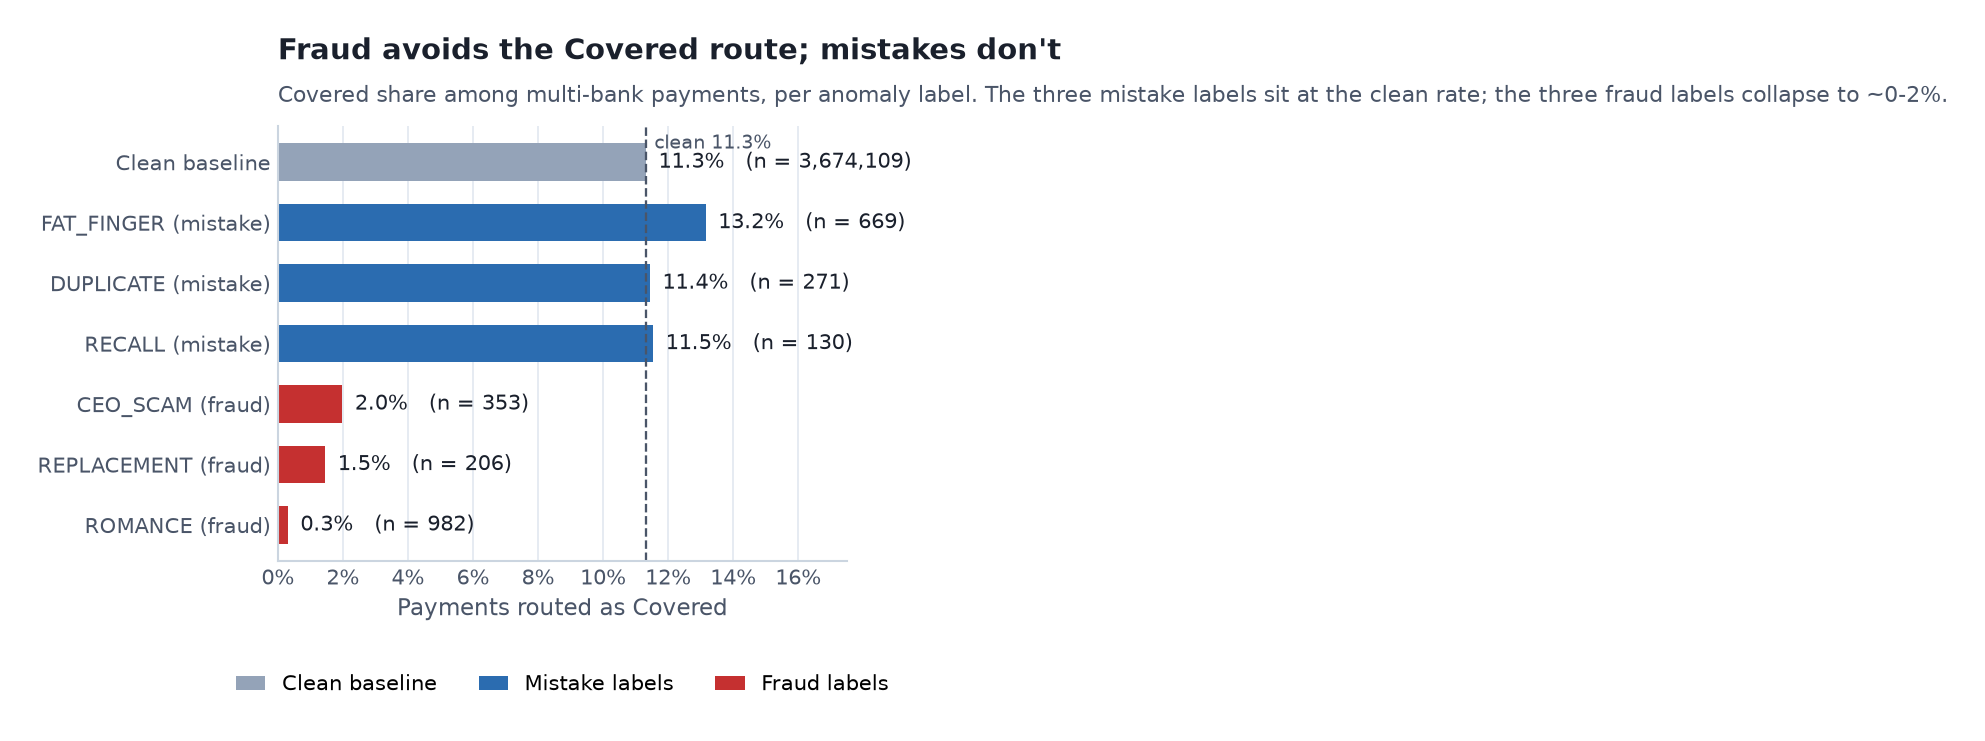 Fraud avoids the Covered route; mistakes don't
Covered share among multi-bank payments, per anomaly label. The three mistake labels sit at the clean rate; the three fraud labels collapse to ~0-2%.
clean 11.3%
Clean baseline 11.3% (n = 3,674,109)
FAT_FINGER (mistake) 13.2% (n = 669)
DUPLICATE (mistake) 11.4% (n = 271)
RECALL (mistake) 11.5% (n = 130)
CEO_SCAM (fraud) 2.0% (n = 353)
REPLACEMENT (fraud) 1.5% (n = 206)
ROMANCE (fraud) 0.3% (n = 982)
0% 2% 4% 6% 8% 10% 12% 14% 16%
Payments routed as Covered
Clean baseline Mistake labels Fraud labels